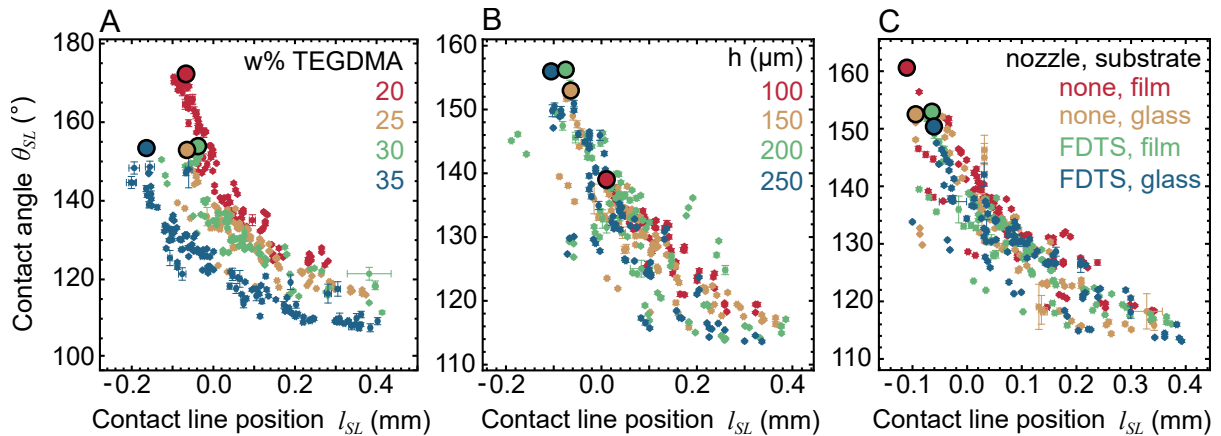 A
w% TEGDMA
20
25
30
35
180
160
140
120
100
-0.2
0.0
0.2
0.4
Contact angle θSL (°)
Contact line position lSL (mm)
B
h (μm)
100
150
200
250
160
150
140
130
120
110
-0.2
0.0
0.2
0.4
Contact line position lSL (mm)
C
nozzle, substrate
none, film
none, glass
FDTS, film
FDTS, glass
160
150
140
130
120
110
-0.1
0.0
0.1
0.2
0.3
0.4
Contact line position lSL (mm)